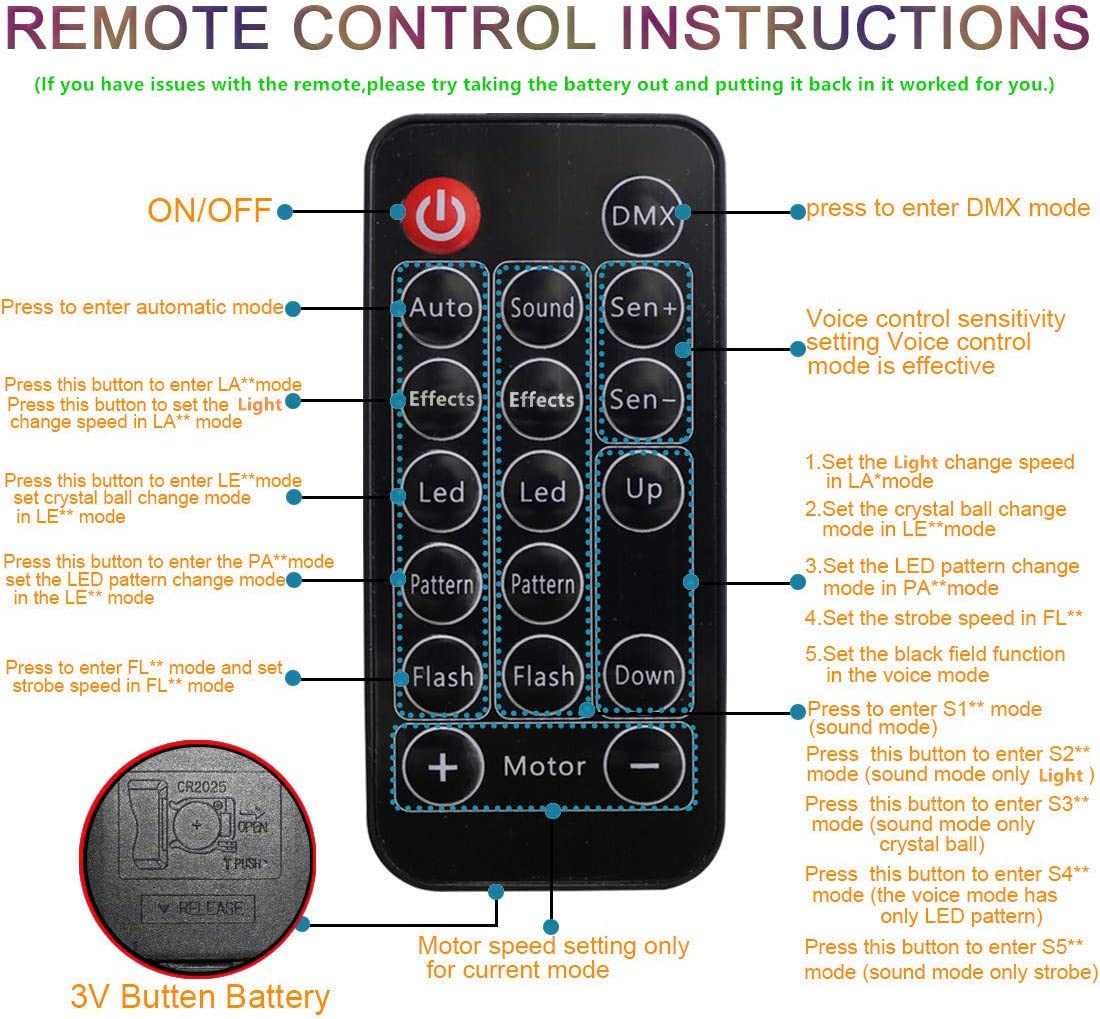 REMOTE CONTROL INSTRUCTIONS
(If you have issues with the remote,please try taking the battery out and putting it back in it worked for you.)
ON/OFF
DMX
press to enter DMX mode
Press to enter automatic mode
Auto
Sound
Sen+
Voice control sensitivity
setting Voice control
mode is effective
Press this button to enter LA**mode
Press this button to set the Light
change speed in LA** mode
Effects
Effects
Sen-
Press this button to enter LE**mode
set crystal ball change mode
in LE** mode
Led
Led
Up
1.Set the Light change speed
in LA*mode
2.Set the crystal ball change
mode in LE**mode
3.Set the LED pattern change
mode in PA**mode
4.Set the strobe speed in FL**
5.Set the black field function
in the voice mode
Press this button to enter the PA**mode
set the LED pattern change mode
in the LE** mode
Pattern
Pattern
Press to enter FL** mode and set
strobe speed in FL** mode
Flash
Flash
Down
Press to enter S1** mode
(sound mode)
Press this button to enter S2**
mode (sound mode only Light )
Press this button to enter S3**
mode (sound mode only
crystal ball)
Press this button to enter S4**
mode (the voice mode has
only LED pattern)
Press this button to enter S5**
mode (sound mode only strobe)
+ Motor -
Motor speed setting only
for current mode
CR2025
OPEN
PUSH
RELEASE
3V Butten Battery